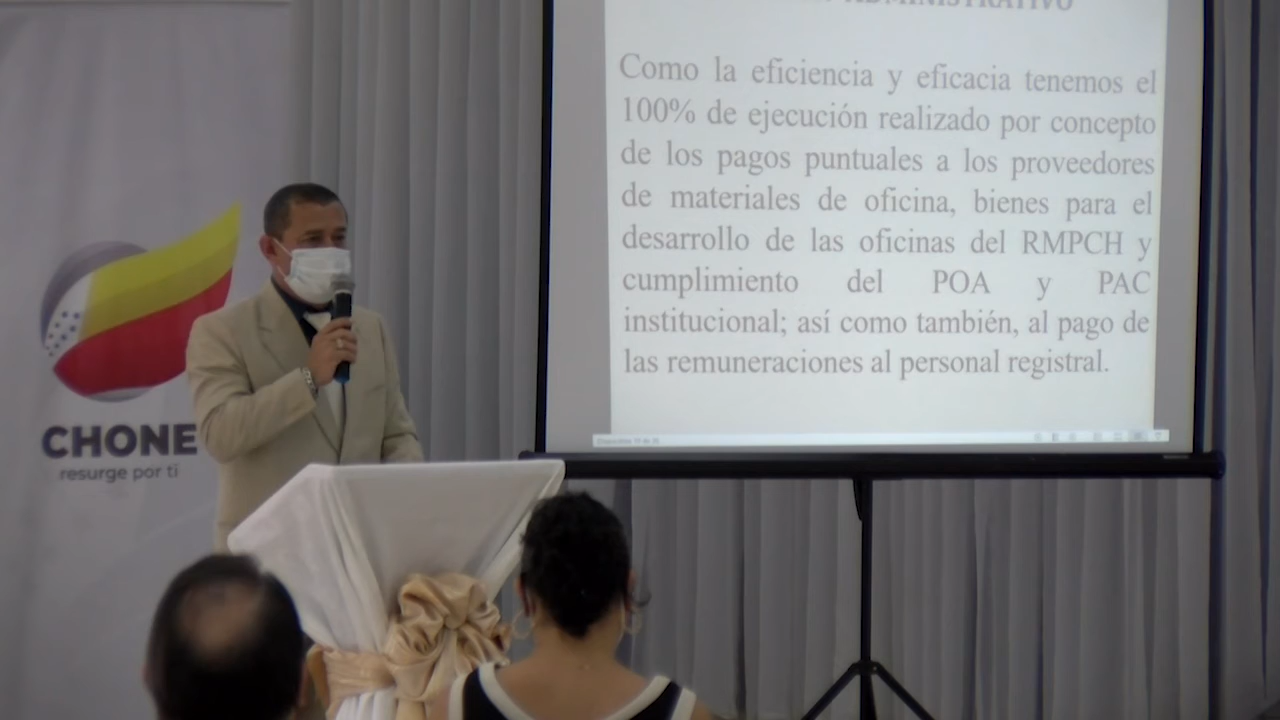 ADMINISTRATIVO
Como la eficiencia y eficacia tenemos el
100% de ejecución realizado por concepto
de los pagos puntuales a los proveedores
de materiales de oficina, bienes para el
desarrollo de las oficinas del RMPCH y
cumplimiento del POA y PAC
institucional; así como también, al pago de
las remuneraciones al personal registral.
CHONE
resurge por ti